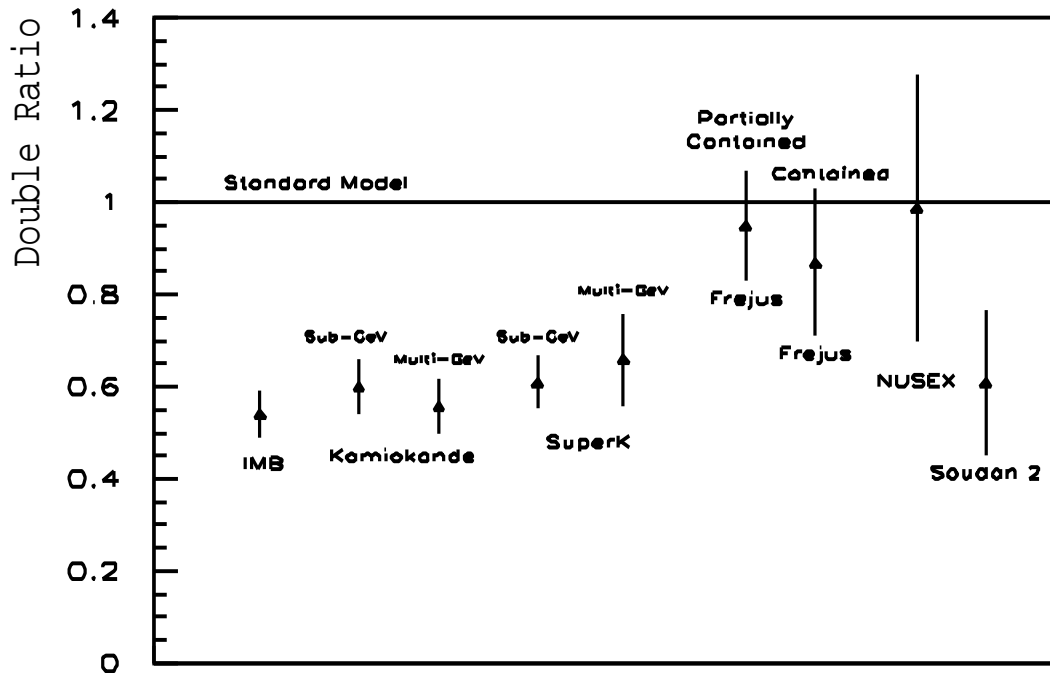 Double Ratio
1.4
1.2
1
0.8
0.6
0.4
0.2
0
Standard Model
Partially
Contained
Contained
Frejus
Frejus
NUSEX
Soudan 2
Sub-GeV
Multi-GeV
Sub-GeV
Multi-GeV
IMB
Kamiokande
SuperK